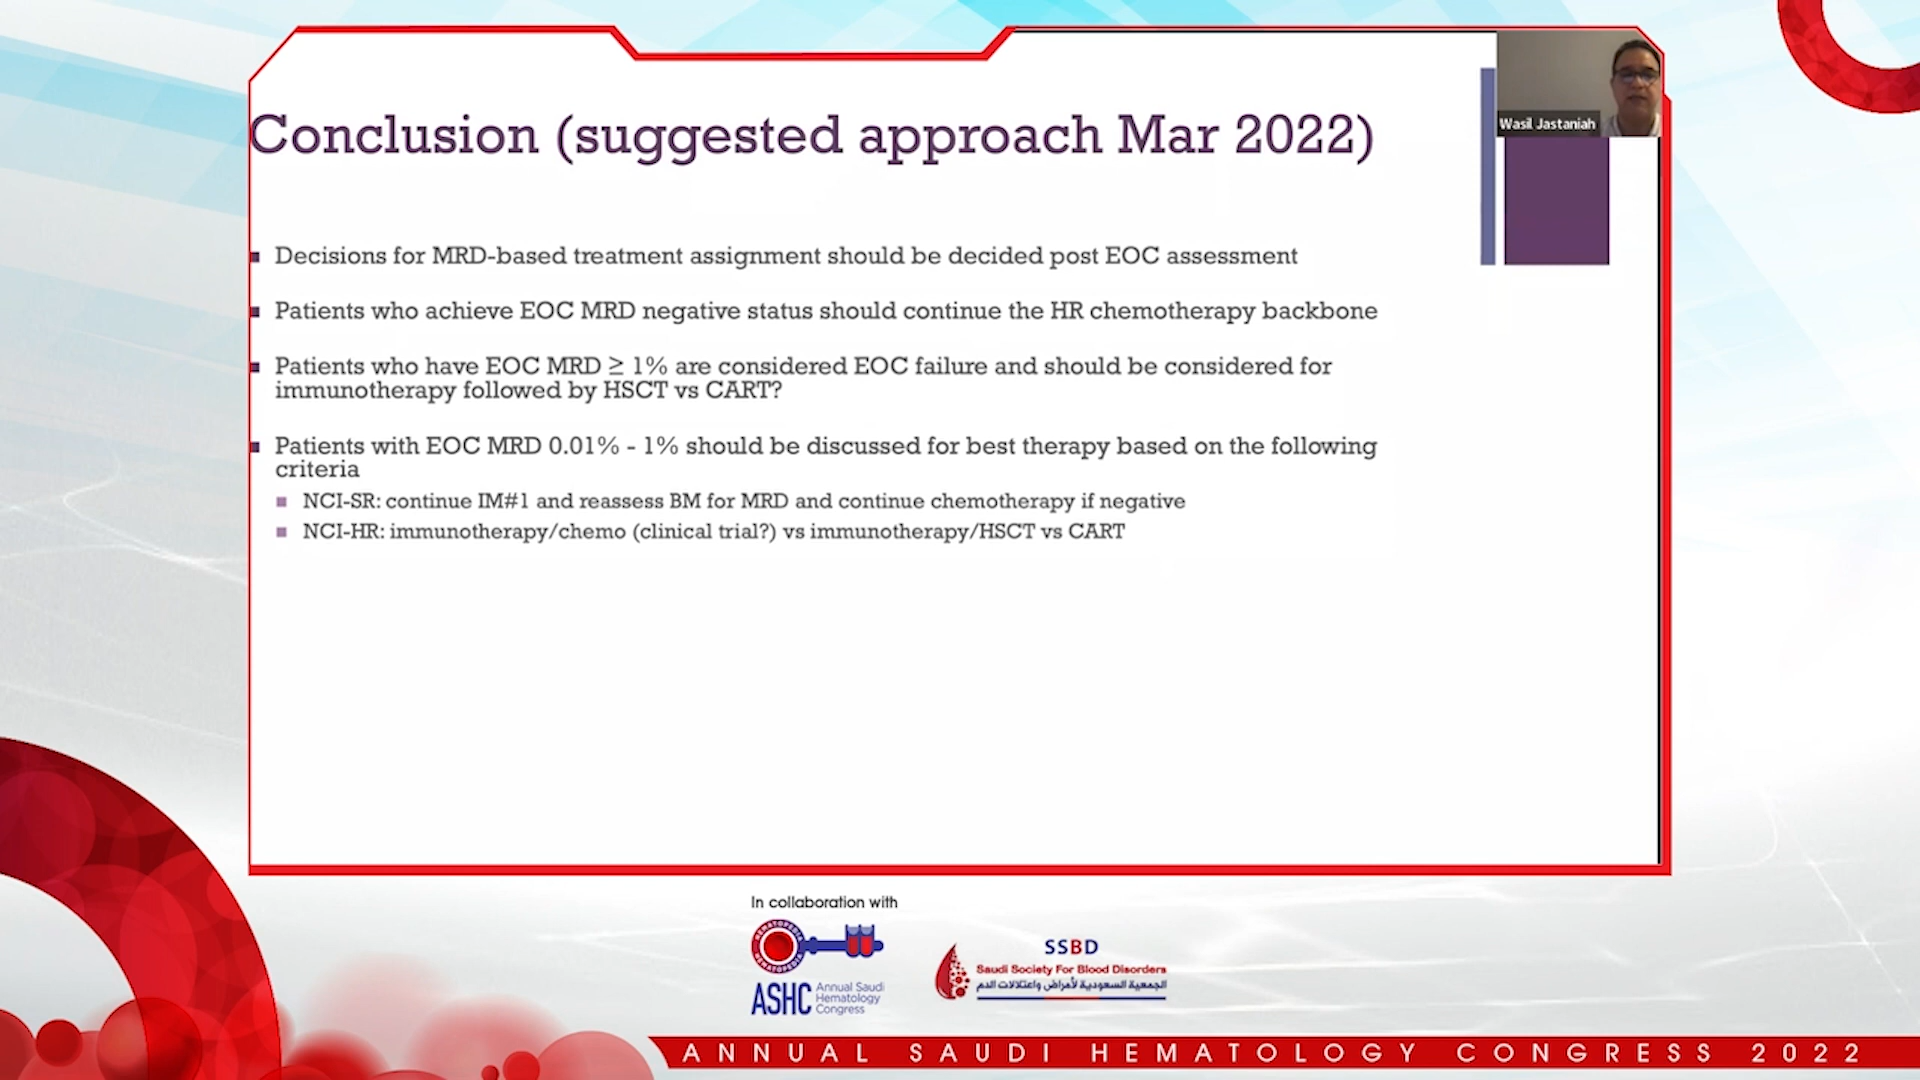 Conclusion (suggested approach Mar 2022)
Wasil Jastaniah
Decisions for MRD-based treatment assignment should be decided post EOC assessment
Patients who achieve EOC MRD negative status should continue the HR chemotherapy backbone
Patients who have EOC MRD ≥ 1% are considered EOC failure and should be considered for
immunotherapy followed by HSCT vs CART?
Patients with EOC MRD 0.01% - 1% should be discussed for best therapy based on the following
criteria
NCI-SR: continue IM#1 and reassess BM for MRD and continue chemotherapy if negative
NCI-HR: immunotherapy/chemo (clinical trial?) vs immunotherapy/HSCT vs CART
In collaboration with
HEMATOPEDIA
HEMATOPEDIA
ASHC
Annual Saudi
Hematology
Congress
SSBD
Saudi Society For Blood Disorders
الجمعية السعودية لأمراض واعتلالات الدم
ANNUAL SAUDI HEMATOLOGY CONGRESS 2022